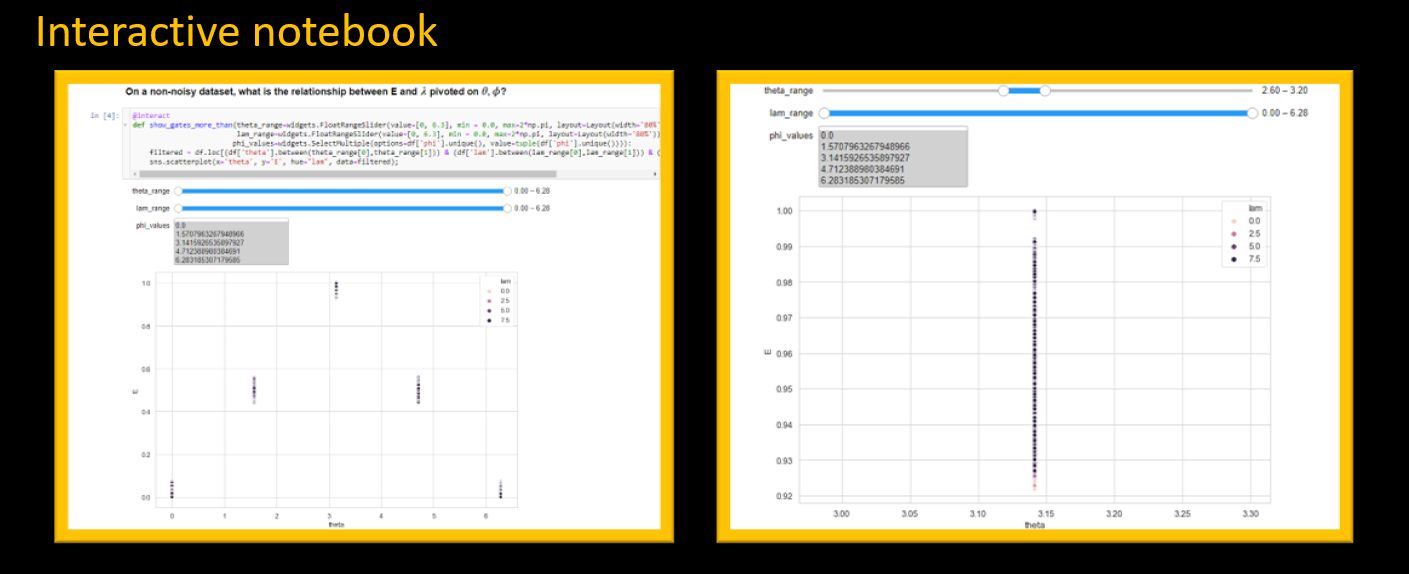 Interactive notebook
On a non-noisy dataset, what is the relationship between E and λ pivoted on θ, ϕ?
In [4]:
@interact
def show_gates_more_than(theta_range=widgets.FloatRangeSlider(value=[0, 6.3], min = 0.0, max=2*np.pi, layout=Layout(width='80%'
lam_range=widgets.FloatRangeSlider(value=[0, 6.3], min = 0.0, max=2*np.pi, layout=Layout(width='80%'))
phi_values=widgets.SelectMultiple(options=df['phi'].unique(), value=tuple(df['phi'].unique()))):
filtered = df.loc[(df['theta'].between(theta_range[0],theta_range[1])) & (df['lam'].between(lam_range[0],lam_range[1])) & (
sns.scatterplot(x='theta', y='E', hue="lam", data=filtered);
theta_range 0.00 – 6.28
lam_range 0.00 – 6.28
phi_values 0.0
1.5707963267948966
3.1415926535897927
4.712388980384691
6.283185307179585
lam
0.0
2.5
5.0
7.5
1.0
0.8
0.6
0.4
0.2
0.0
E
0 1 2 3 4 5 6
theta
theta_range 2.60 – 3.20
lam_range 0.00 – 6.28
phi_values 0.0
1.5707963267948966
3.1415926535897927
4.712388980384691
6.283185307179585
lam
0.0
2.5
5.0
7.5
1.00
0.99
0.98
0.97
0.96
0.95
0.94
0.93
0.92
E
3.00 3.05 3.10 3.15 3.20 3.25 3.30
theta